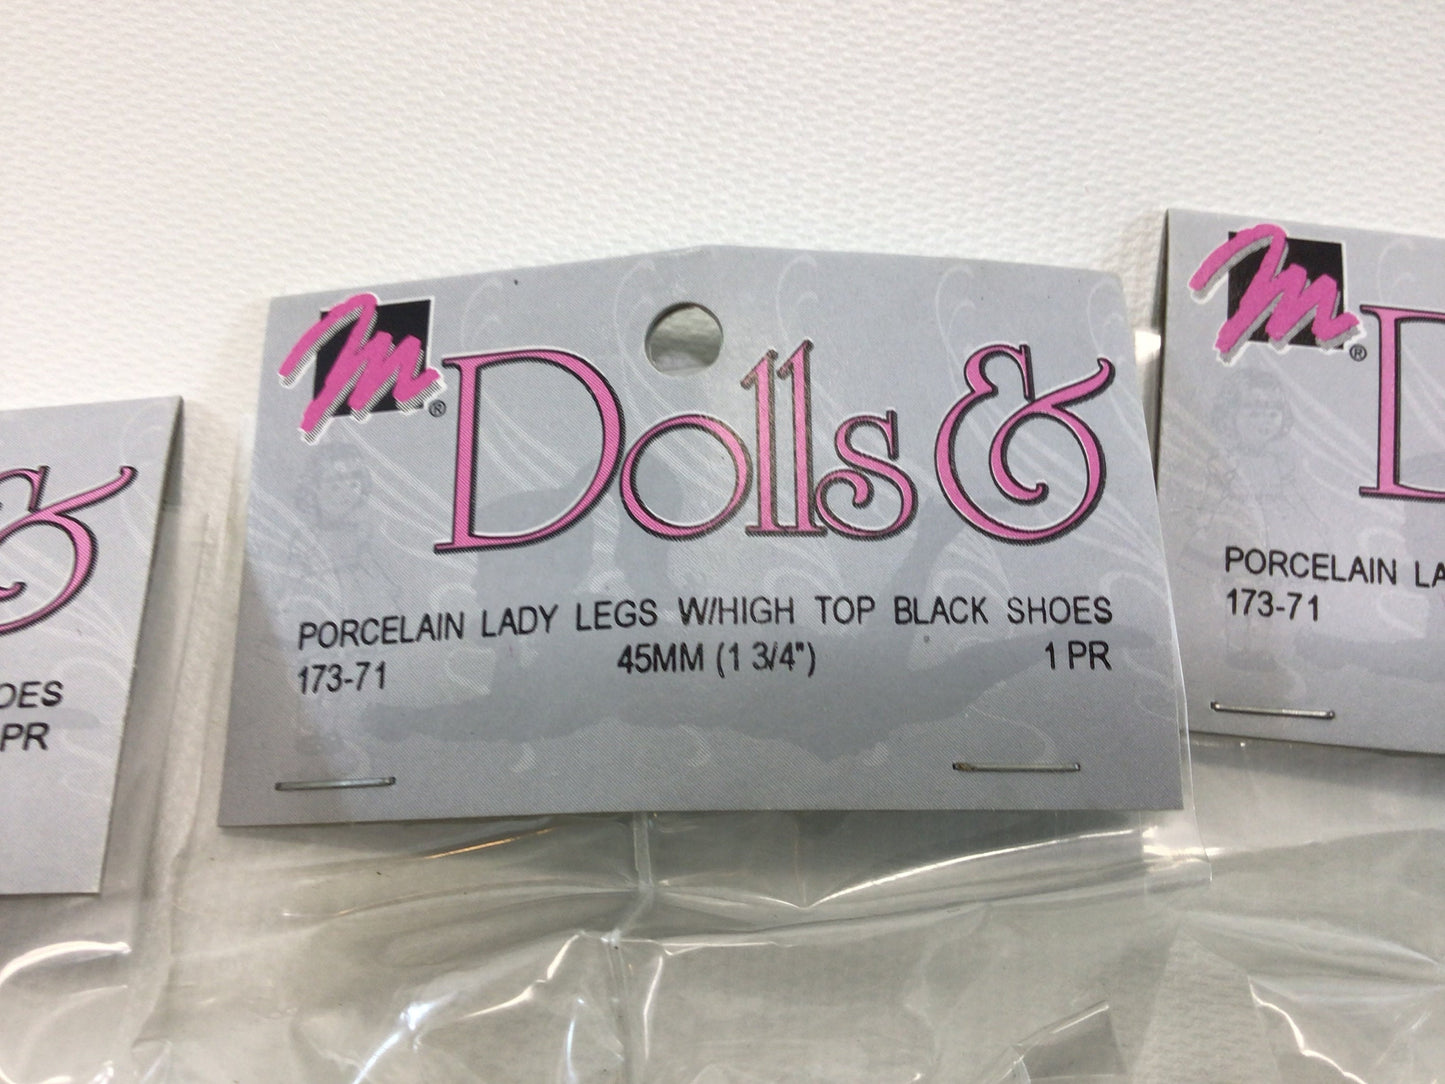 m®
Dolls &
PORCELAIN LADY LEGS W/HIGH TOP BLACK SHOES
173-71 45MM (1 3/4") 1 PR
&
OES
PR
m®
D
PORCELAIN LA
173-71